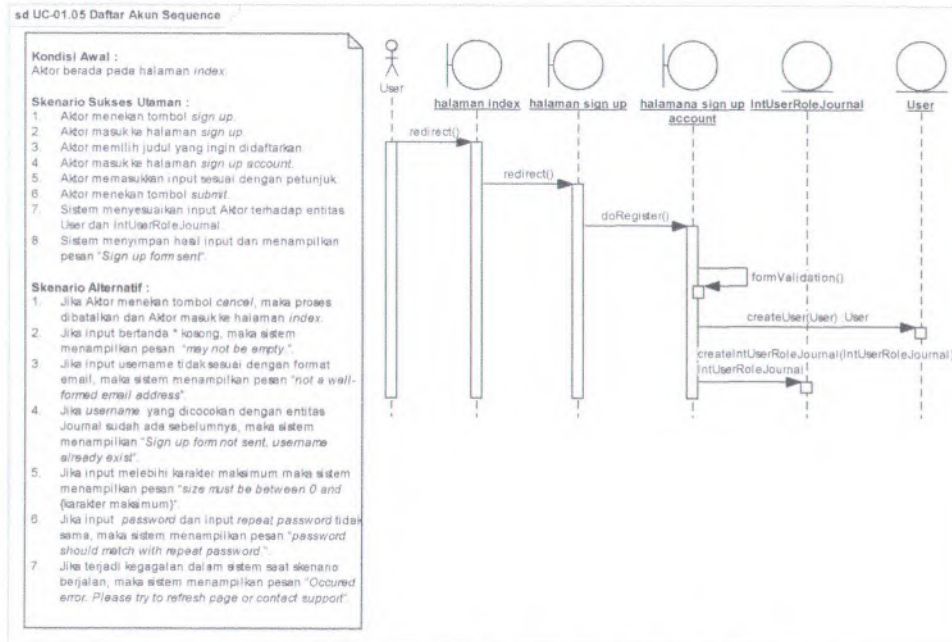 sd UC-01.05 Daftar Akun Sequence
Kondisi Awal :
Aktor berada pada halaman index.
Skenario Sukses Utaman :
1. Aktor menekan tombol sign up.
2. Aktor masuk ke halaman sign up.
3. Aktor memilih judul yang ingin didaftarkan
4. Aktor masuk ke halaman sign up account.
5. Aktor memasukkan input sesuai dengan petunjuk
6. Aktor menekan tombol submit.
7. Sistem menyesuaikan input Aktor terhadap entitas
User dan IntUserRoleJournal
8. Sistem menyimpan hasil input dan menampilkan
pesan "Sign up form sent".
Skenario Alternatif :
1. Jika Aktor menekan tombol cancel, maka proses
dibatalkan dan Aktor masuk ke halaman index.
2. Jika input bertanda * kosong, maka sistem
menampilkan pesan "may not be empty.".
3. Jika input username tidak sesuai dengan format
email, maka sistem menampilkan pesan "not a well-
formed email address".
4. Jika username yang dicocokan dengan entitas
Journal sudah ada sebelumnya, maka sistem
menampilkan "Sign up form not sent, username
already exist".
5. Jika input melebihi karakter maksimum maka sistem
menampilkan pesan "size must be between 0 and
{karakter maksimum}".
6. Jika input password dan input repeat password tidak
sama, maka sistem menampilkan pesan "password
should match with repeat password.".
7. Jika terjadi kegagalan dalam sistem saat skenario
berjalan, maka sistem menampilkan pesan "Occured
error. Please try to refresh page or contact support".
User
halaman index
halaman sign up
halamana sign up
account
IntUserRoleJournal
User
redirect()
redirect()
doRegister()
formValidation()
createUser(User) :User
createIntUserRoleJournal(IntUserRoleJournal)
IntUserRoleJournal